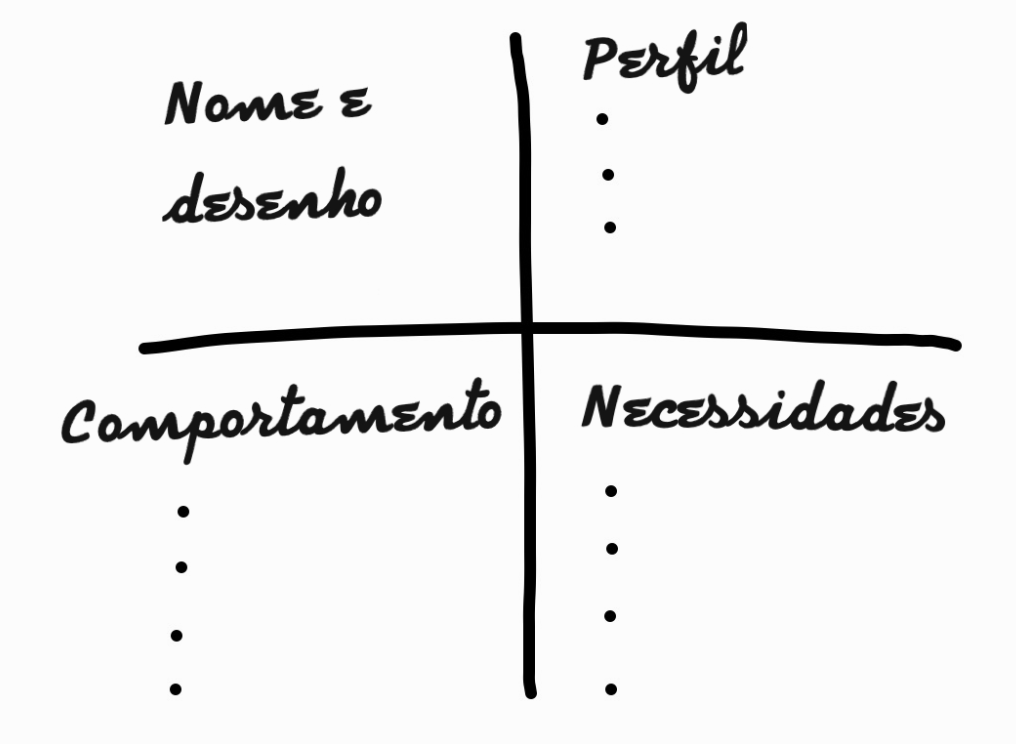 Nome e
desenho
Perfil
•
•
•
Comportamento
•
•
•
•
Necessidades
•
•
•
•